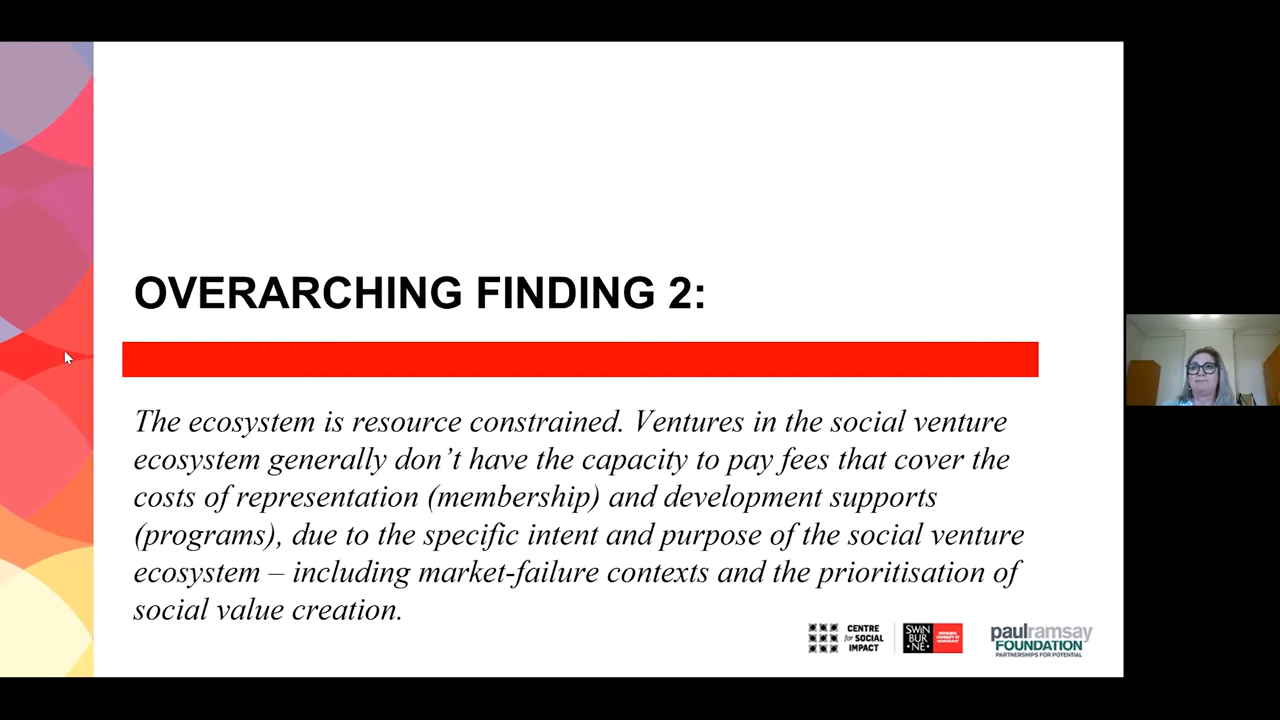 OVERARCHING FINDING 2:
The ecosystem is resource constrained. Ventures in the social venture
ecosystem generally don’t have the capacity to pay fees that cover the
costs of representation (membership) and development supports
(programs), due to the specific intent and purpose of the social venture
ecosystem – including market-failure contexts and the prioritisation of
social value creation.
CENTRE
for SOCIAL
IMPACT
SWIN
BUR
•NE•
paulramsay
FOUNDATION
PARTNERSHIPS FOR POTENTIAL